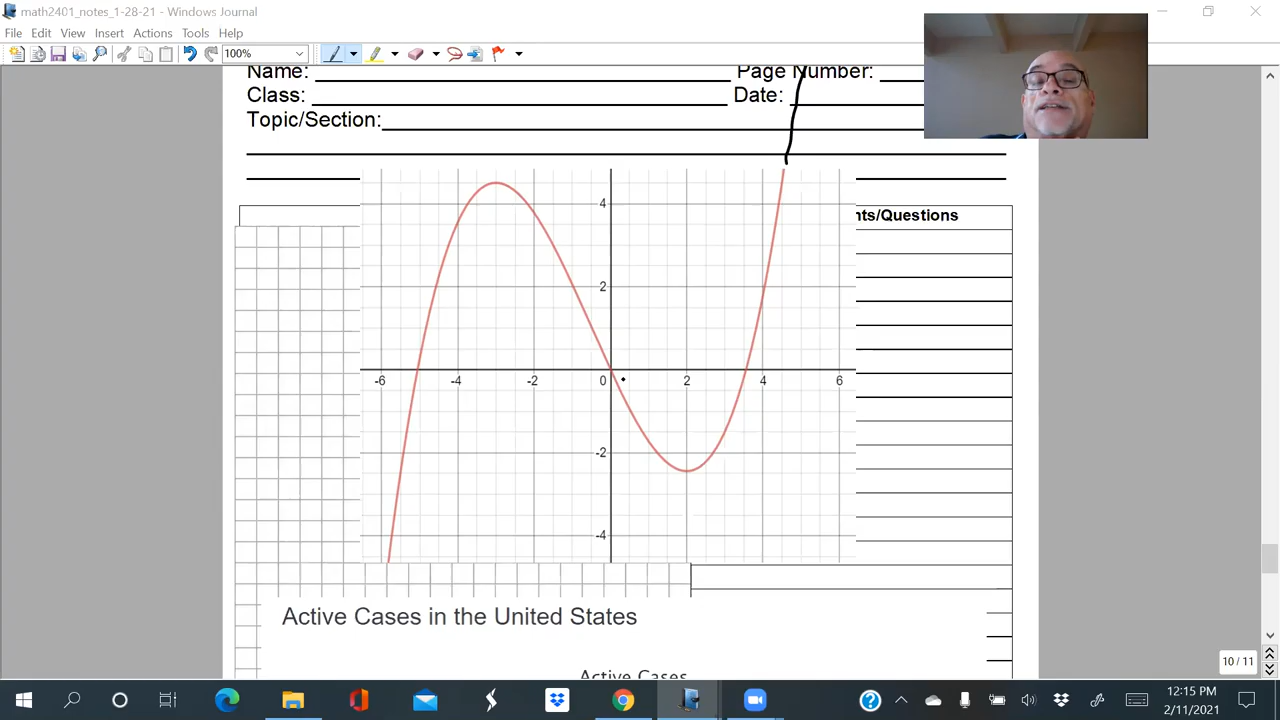 math2401_notes_1-28-21 - Windows Journal
File Edit View Insert Actions Tools Help
100%
Name: Page Number:
Class: Date:
Topic/Section:
nts/Questions
4
2
-6 -4 -2 0 2 4 6
-2
-4
Active Cases in the United States
Active Cases
10 / 11
12:15 PM
2/11/2021